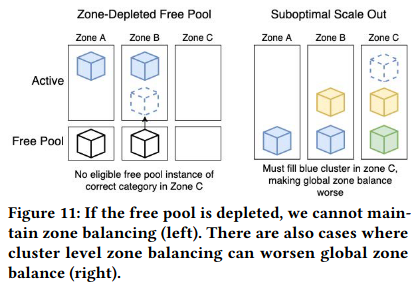 Zone-Depleted Free Pool
Suboptimal Scale Out
Zone A
Zone B
Zone C
Zone A
Zone B
Zone C
Active
Free Pool
No eligible free pool instance of
correct category in Zone C
Must fill blue cluster in zone C,
making global zone balance
worse
Figure 11: If the free pool is depleted, we cannot main-
tain zone balancing (left). There are also cases where
cluster level zone balancing can worsen global zone
balance (right).